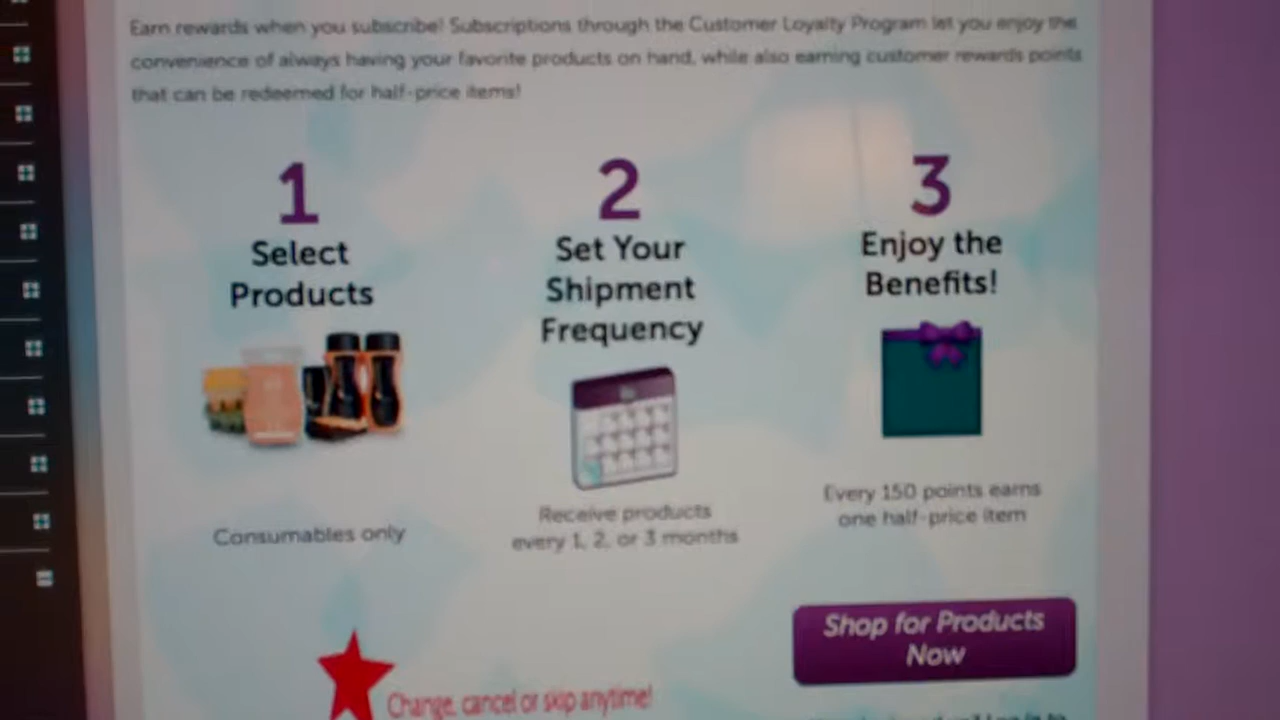 Earn rewards when you subscribe! Subscriptions through the Customer Loyalty Program let you enjoy the
convenience of always having your favorite products on hand, while also earning customer rewards points
that can be redeemed for half-price items!
1
Select
Products
Consumables only
2
Set Your
Shipment
Frequency
Receive products
every 1, 2, or 3 months
3
Enjoy the
Benefits!
Every 150 points earns
one half-price item
Shop for Products
Now
Change, cancel or skip anytime!